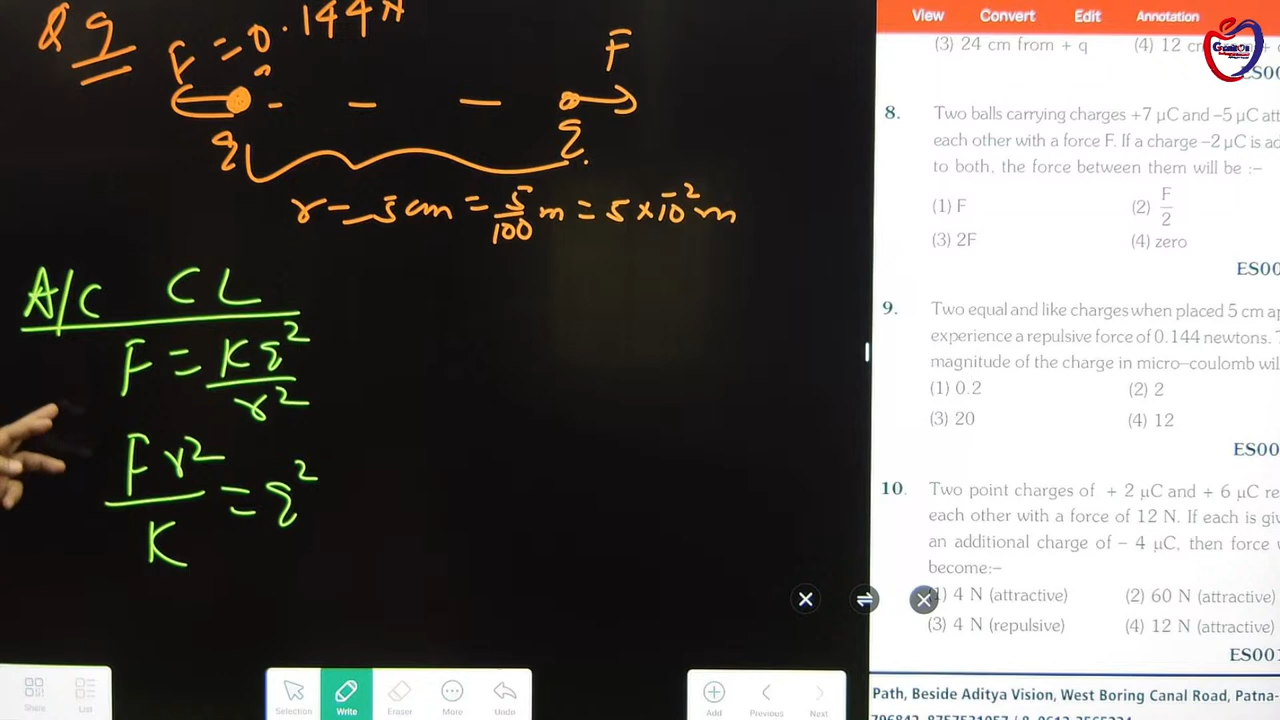 Q 9
F = 0.144 N
F
q
q
r = 5 cm = 5/100 m = 5 × 10⁻² m
A/C CL
F = Kq²/r²
Fr²/K = q²
Share
List
Selection
Write
Eraser
More
Undo
Add
Previous
Next
View Convert Edit Annotation
(3) 24 cm from + q (4) 12 c
ES00
8. Two balls carrying charges +7 µC and –5 µC att
each other with a force F. If a charge –2 µC is ad
to both, the force between them will be :–
(1) F (2) F/2
(3) 2F (4) zero
ES00
9. Two equal and like charges when placed 5 cm ap
experience a repulsive force of 0.144 newtons.
magnitude of the charge in micro–coulomb wil
(1) 0.2 (2) 2
(3) 20 (4) 12
ES00
10. Two point charges of + 2 µC and + 6 µC re
each other with a force of 12 N. If each is giv
an additional charge of – 4 µC, then force
become:–
(1) 4 N (attractive) (2) 60 N (attractive)
(3) 4 N (repulsive) (4) 12 N (attractive)
ES00
Path, Beside Aditya Vision, West Boring Canal Road, Patna-